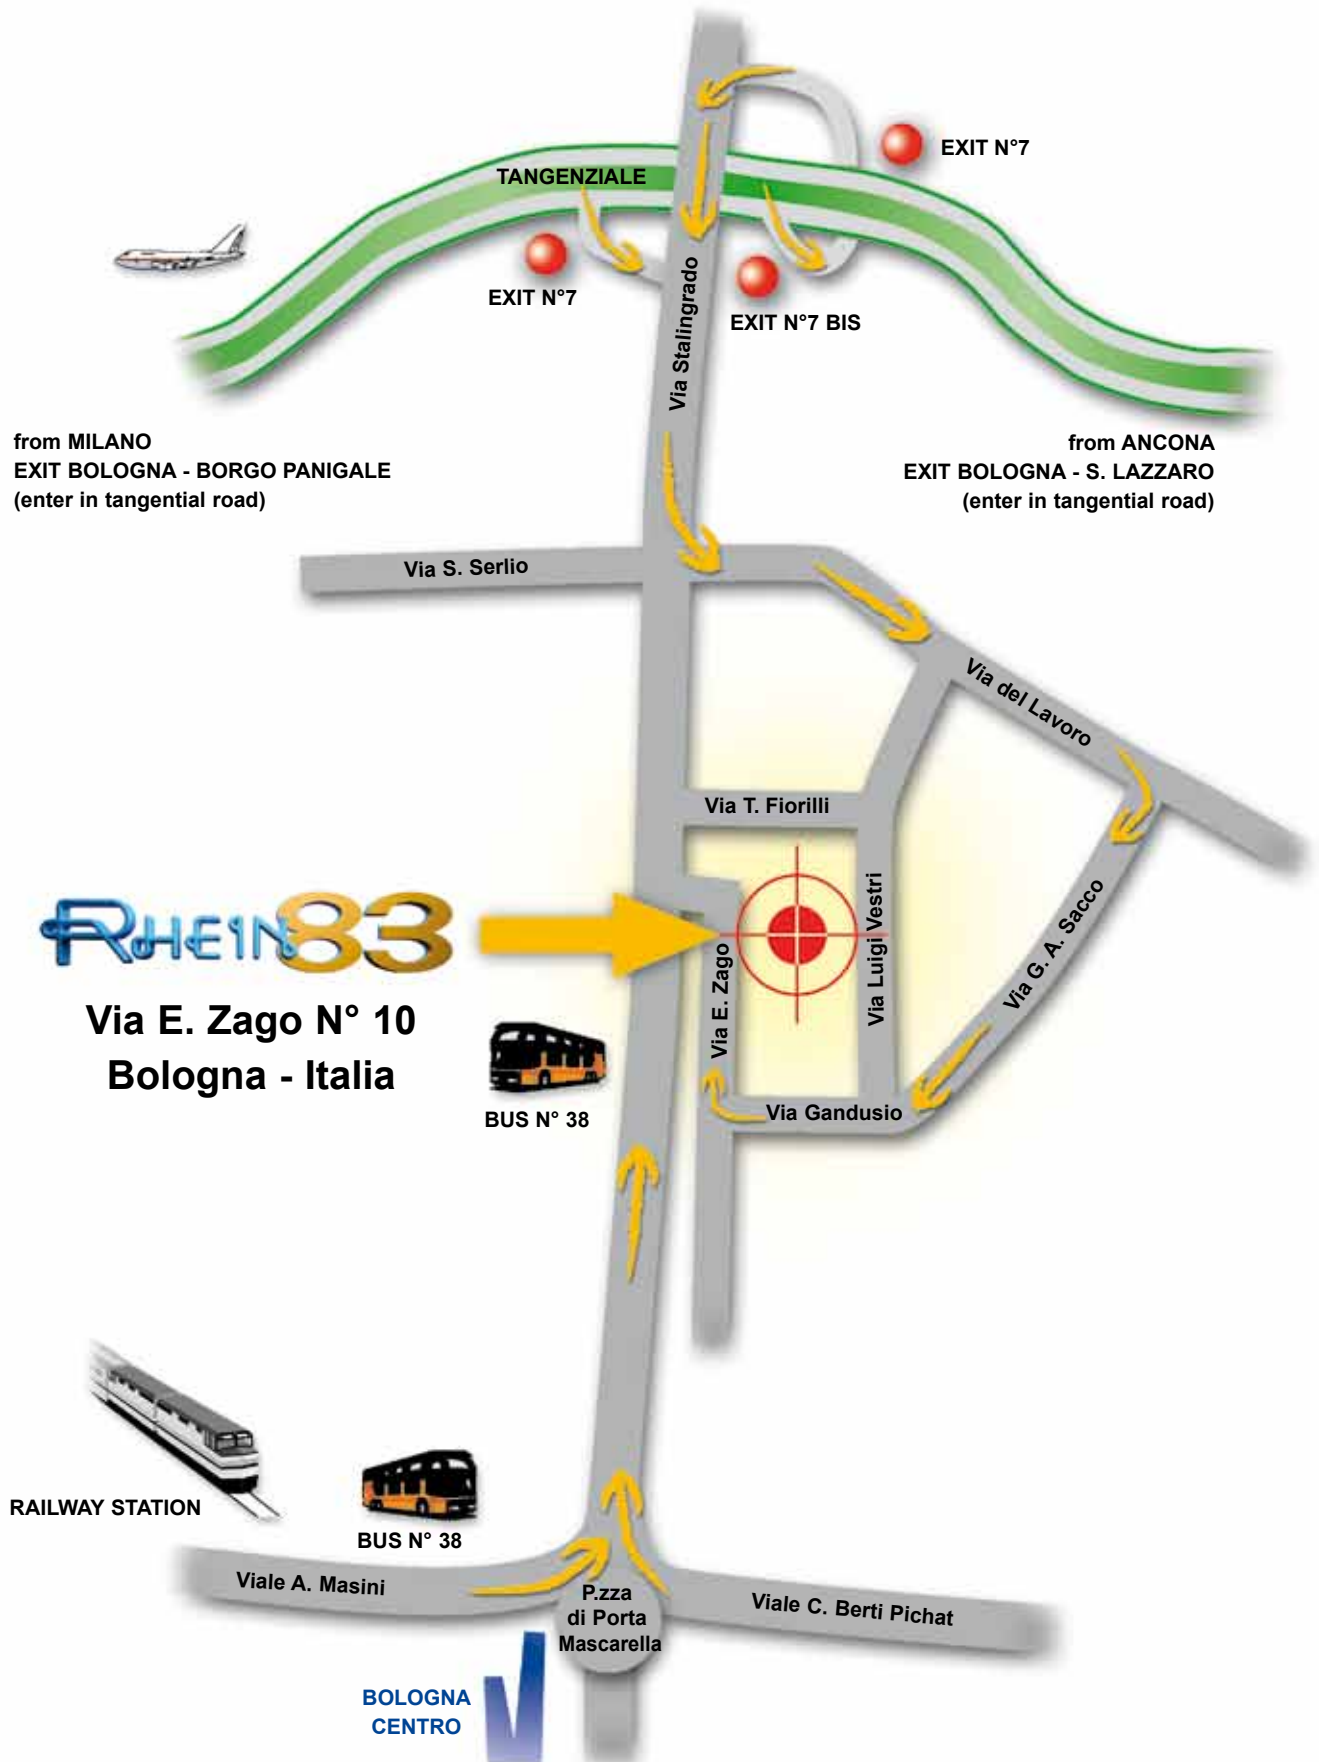 EXIT N°7
TANGENZIALE
EXIT N°7
EXIT N°7 BIS
Via Stalingrado
from MILANO
EXIT BOLOGNA - BORGO PANIGALE
(enter in tangential road)
from ANCONA
EXIT BOLOGNA - S. LAZZARO
(enter in tangential road)
Via S. Serlio
Via del Lavoro
Via T. Fiorilli
Via Luigi Vestri
Via G. A. Sacco
RHEIN83
Via E. Zago
Via E. Zago N° 10
Bologna - Italia
BUS N° 38
Via Gandusio
RAILWAY STATION
BUS N° 38
Viale A. Masini
P.zza
di Porta
Mascarella
Viale C. Berti Pichat
BOLOGNA
CENTRO